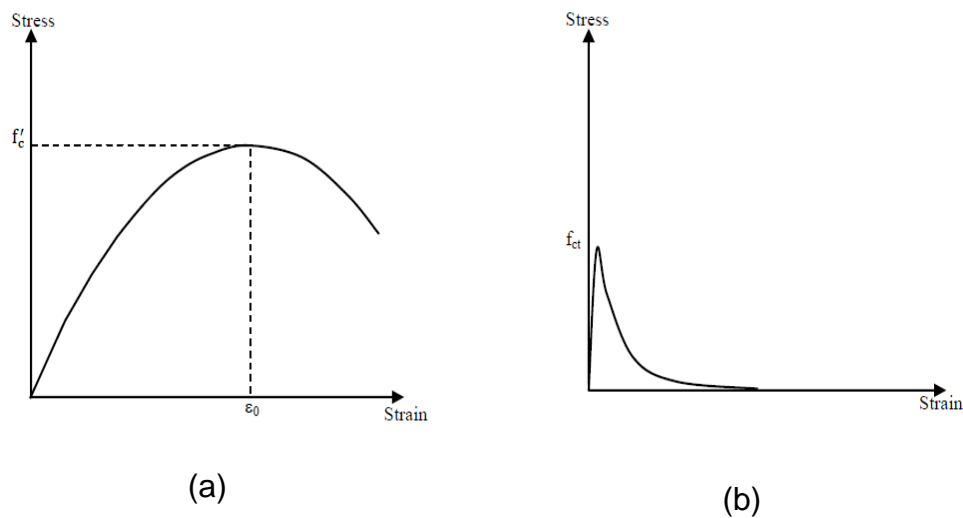 Stress
f′c
ε0
Strain
(a)
Stress
fct
Strain
(b)